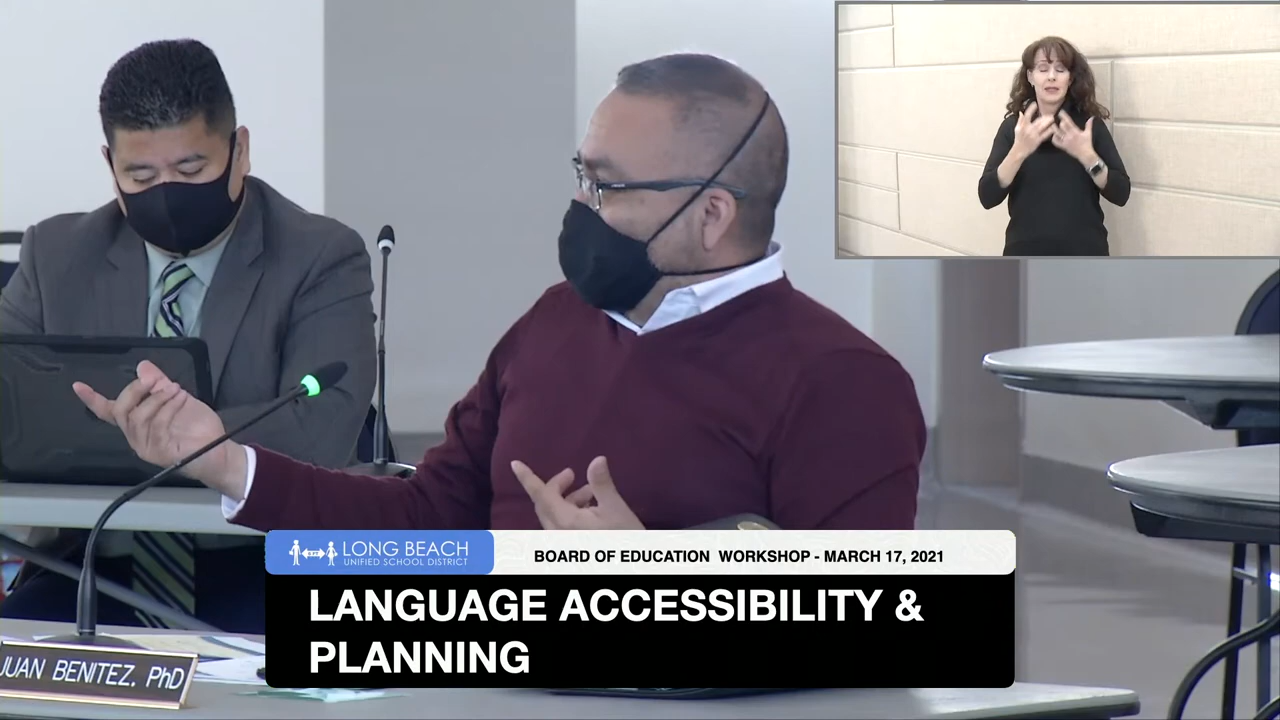 LONG BEACH
UNIFIED SCHOOL DISTRICT
BOARD OF EDUCATION WORKSHOP - MARCH 17, 2021
LANGUAGE ACCESSIBILITY &
PLANNING
JUAN BENITEZ, PhD